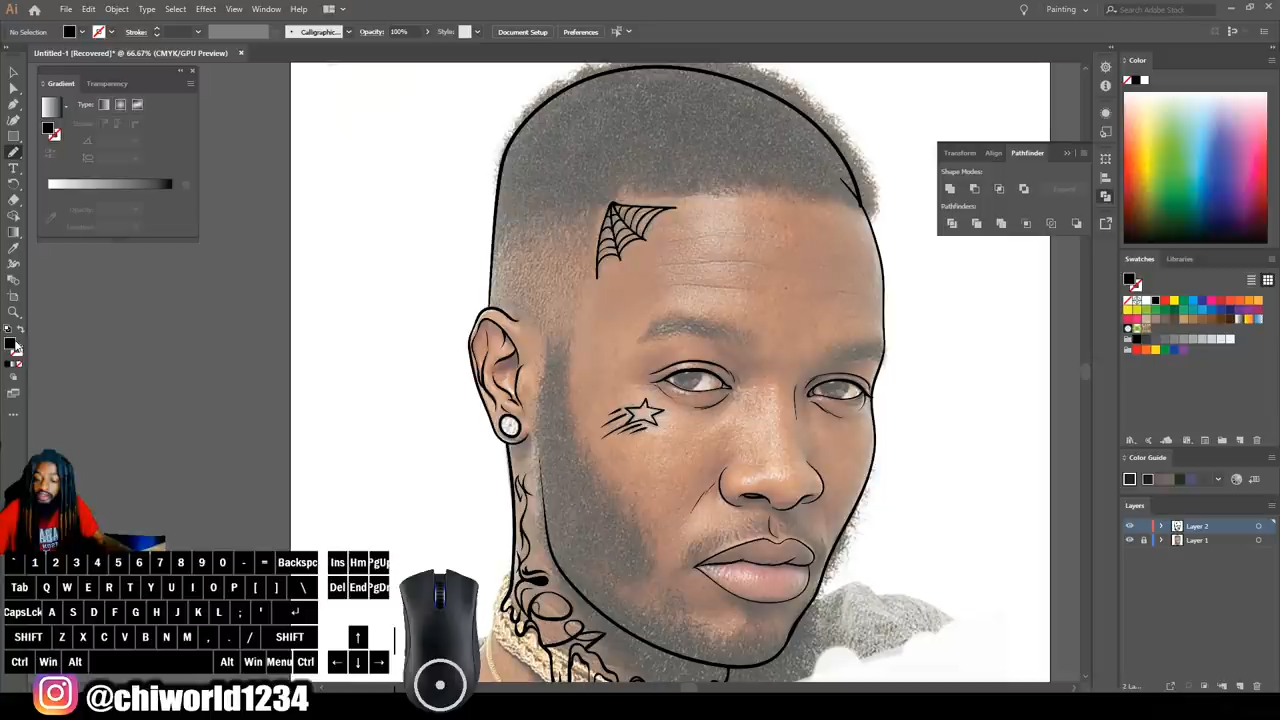 Ai File Edit Object Type Select Effect View Window Help Painting Search Adobe Stock
No Selection Stroke: Calligraphic... Opacity: 100% Style: Document Setup Preferences
Untitled-1 [Recovered]* @ 66.67% (CMYK/GPU Preview)
Gradient Transparency
Type:
Color
Transform Align Pathfinder
Shape Modes:
Expand
Pathfinders:
Swatches Libraries
Color Guide
Layers
Layer 2
Layer 1
2 La...
` 1 2 3 4 5 6 7 8 9 0 - = Backspc Ins Hm PgUp
Tab Q W E R T Y U I O P [ ] \ Del End PgDn
CapsLck A S D F G H J K L ; ' ↵
SHIFT Z X C V B N M , . / SHIFT ↑
Ctrl Win Alt Alt Win Menu Ctrl ← ↓ →
@chiworld1234